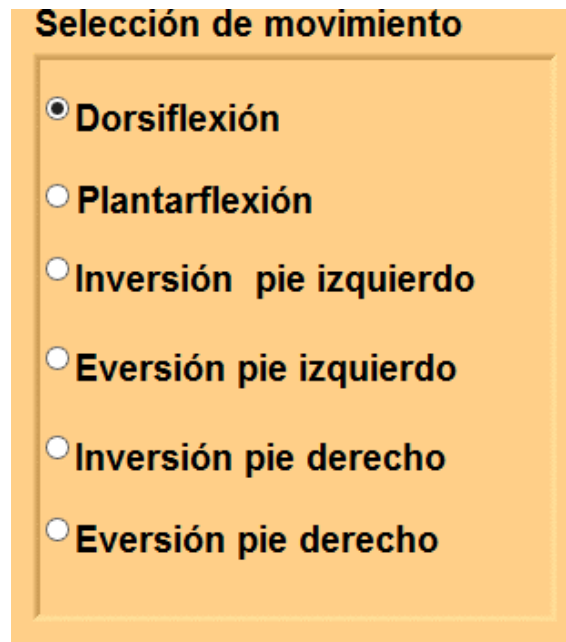 Selección de movimiento
Dorsiflexión
Plantarflexión
Inversión pie izquierdo
Eversión pie izquierdo
Inversión pie derecho
Eversión pie derecho